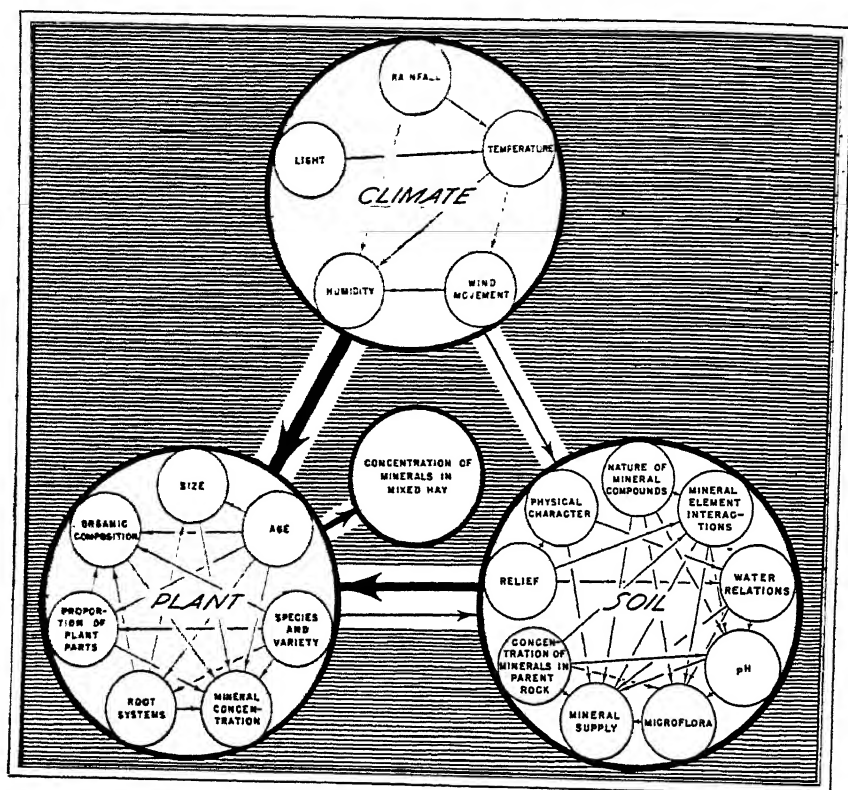 RAINFALL
LIGHT
TEMPERATURE
CLIMATE
HUMIDITY
WIND
MOVEMENT
CONCENTRATION OF
MINERALS IN
MIXED HAY
SIZE
AGE
ORGANIC
COMPOSITION
PLANT
PROPOR-
TION OF
PLANT
PARTS
SPECIES
AND
VARIETY
ROOT
SYSTEMS
MINERAL
CONCEN-
TRATION
NATURE OF
MINERAL
COMPOUNDS
PHYSICAL
CHARACTER
MINERAL
ELEMENT
INTERAC-
TIONS
RELIEF
SOIL
WATER
RELATIONS
CONCEN-
TRATION OF
MINERALS IN
PARENT
ROCK
pH
MINERAL
SUPPLY
MICROFLORA